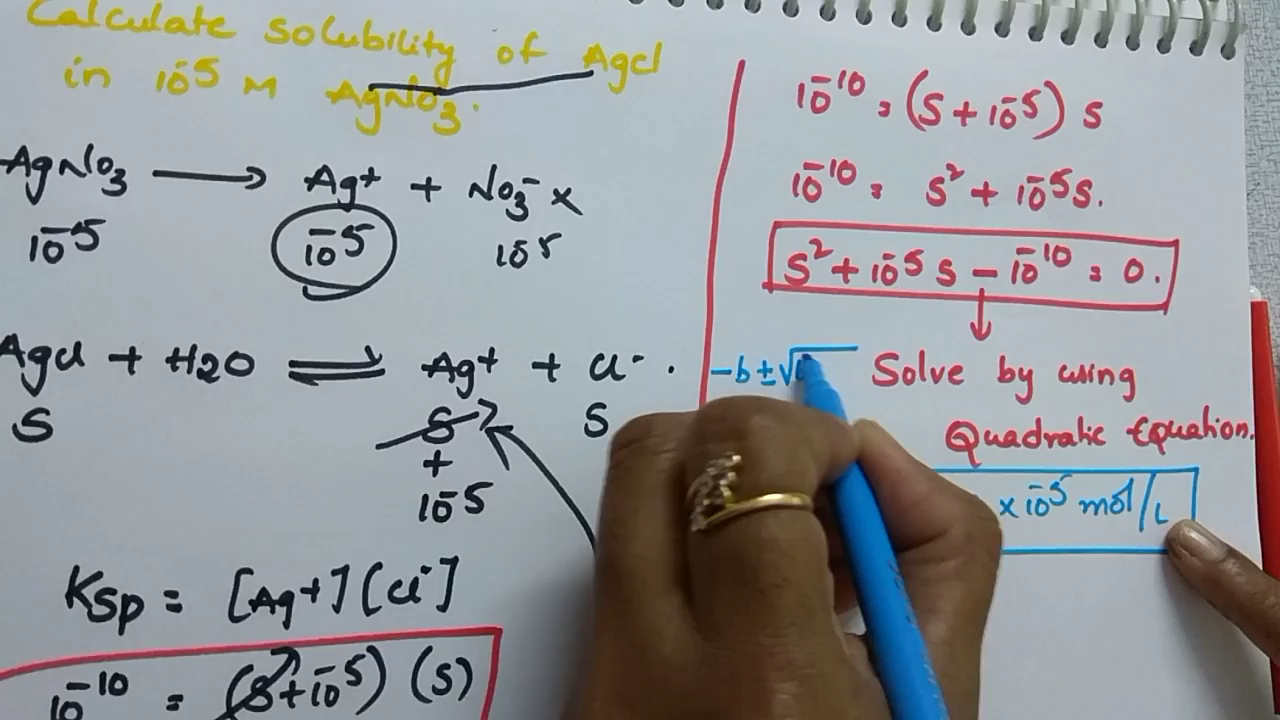 Calculate solubility of Agcl
in 10⁻⁵ M AgNO₃.
AgNO₃ ⟶ Ag⁺ + NO₃⁻ x
10⁻⁵ 10⁻⁵ 10⁻⁵
Agcl + H2O ⇌ Ag⁺ + Cl⁻.
S S S
+
10⁻⁵
Ksp = [Ag⁺] [Cl⁻]
10⁻¹⁰ = (S+10⁻⁵) (S)
10⁻¹⁰ = (S + 10⁻⁵) S
10⁻¹⁰ = S² + 10⁻⁵S.
S² + 10⁻⁵ S − 10⁻¹⁰ = 0.
↓
−b ± √
Solve by using
Quadratic Equation.
x 10⁻⁵ mol/L